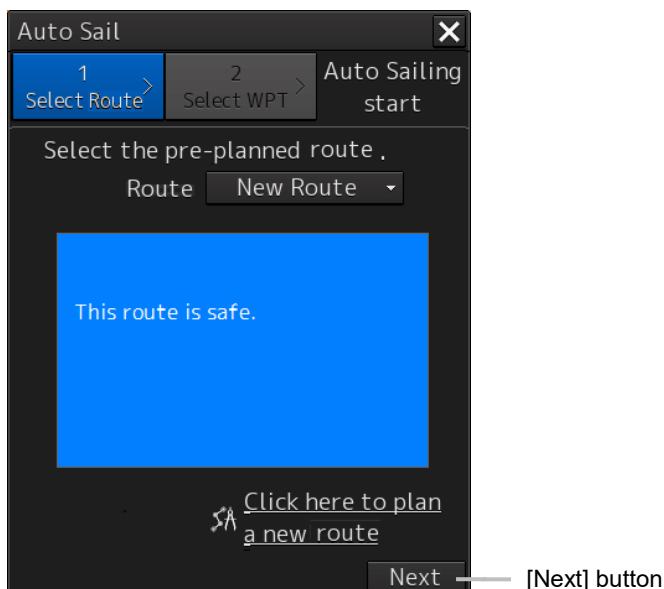 Auto Sail
1
Select Route
2
Select WPT
Auto Sailing
start
Select the pre-planned route .
Route New Route
This route is safe.
Click here to plan
a new route
Next
[Next] button